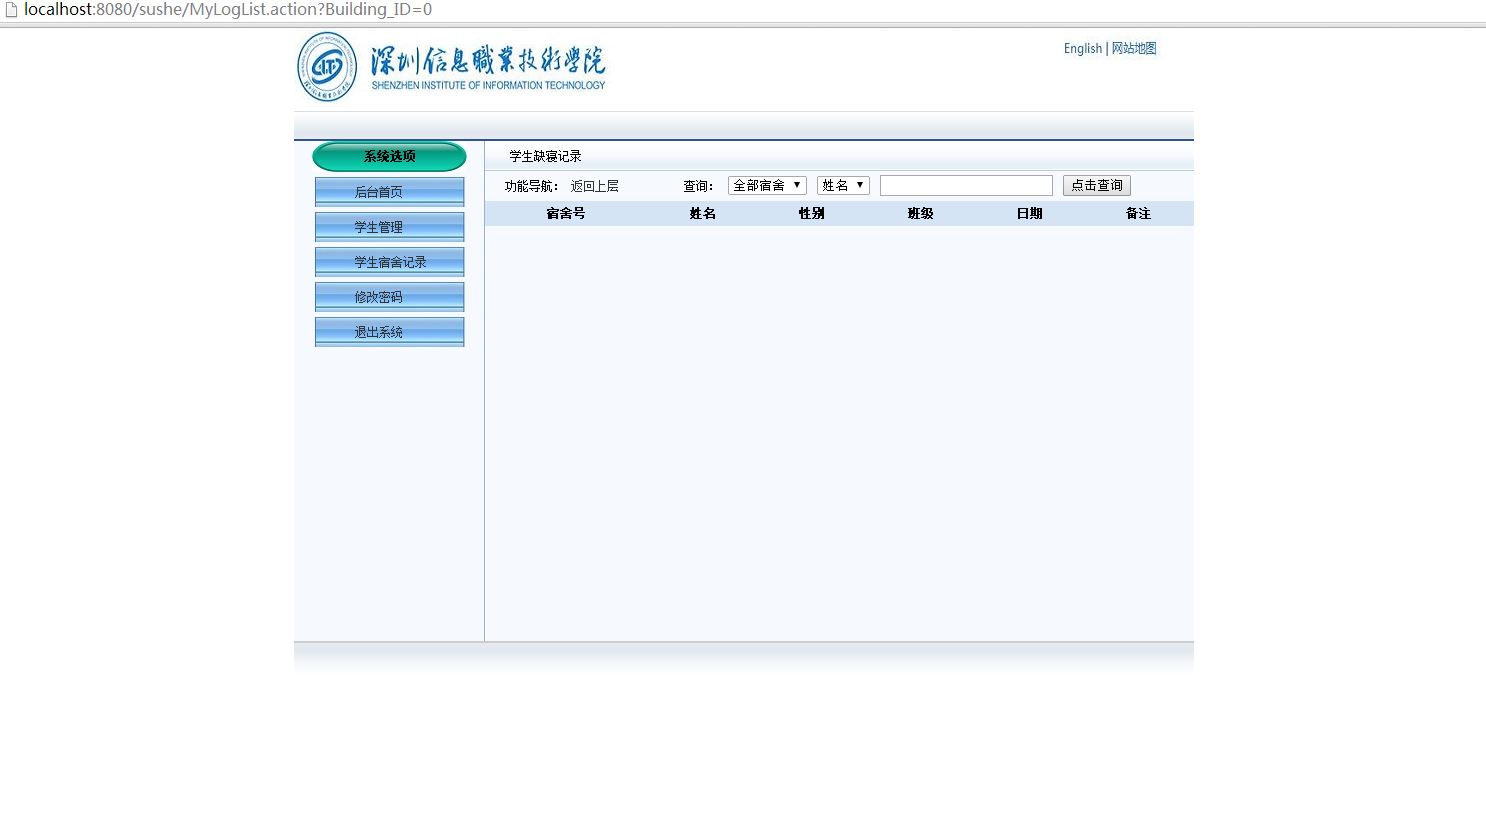 localhost:8080/sushe/MyLogList.action?Building_ID=0
深圳信息職業技術學院
SHENZHEN INSTITUTE OF INFORMATION TECHNOLOGY
English | 网站地图
系统选项
后台首页
学生管理
学生宿舍记录
修改密码
退出系统
学生缺寝记录
功能导航： 返回上层 查询： 全部宿舍 姓名 点击查询
宿舍号 姓名 性别 班级 日期 备注